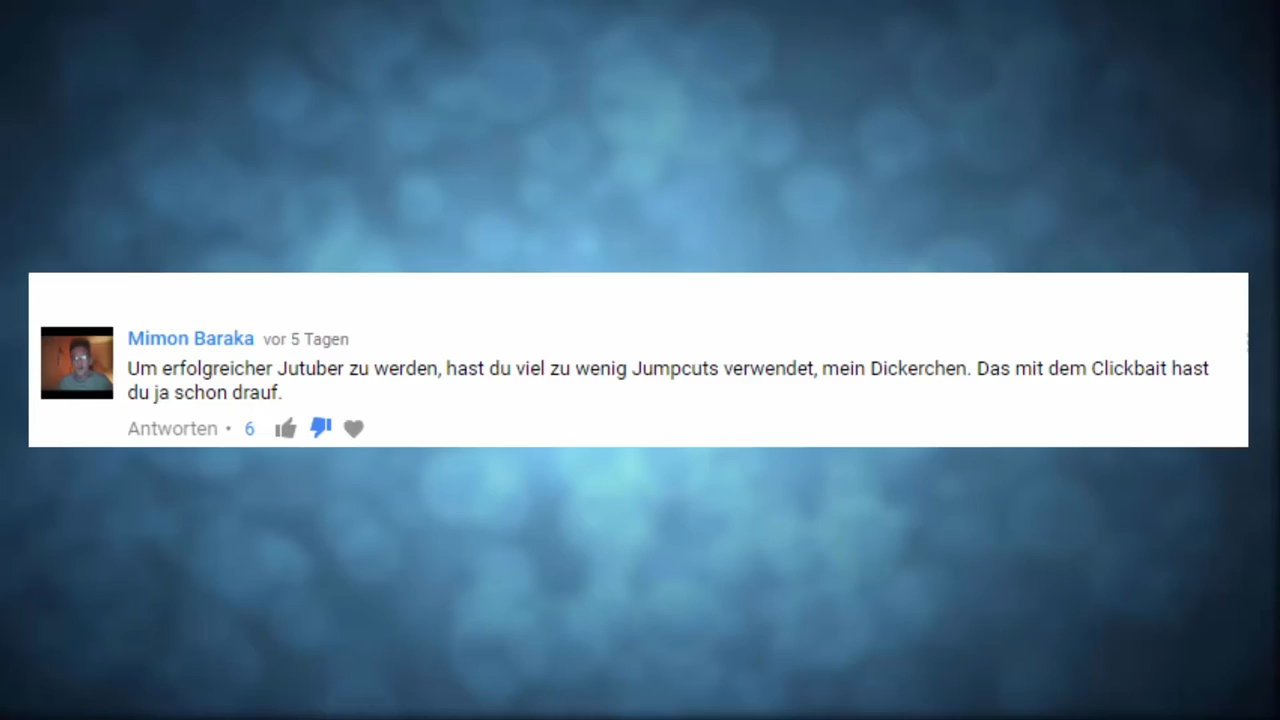 Mimon Baraka vor 5 Tagen
Um erfolgreicher Jutuber zu werden, hast du viel zu wenig Jumpcuts verwendet, mein Dickerchen. Das mit dem Clickbait hast
du ja schon drauf.
Antworten • 6